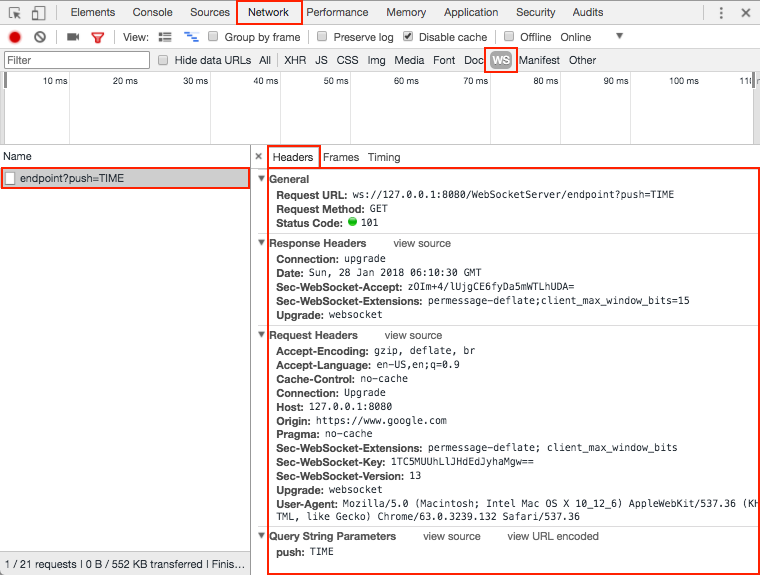 Elements Console Sources Network Performance Memory Application Security Audits
View: Group by frame Preserve log Disable cache Offline Online
Filter Hide data URLs All XHR JS CSS Img Media Font Doc WS Manifest Other
10 ms 20 ms 30 ms 40 ms 50 ms 60 ms 70 ms 80 ms 90 ms 100 ms
Name
endpoint?push=TIME
1 / 21 requests | 0 B / 552 KB transferred | Finis…
Headers Frames Timing
General
Request URL: ws://127.0.0.1:8080/WebSocketServer/endpoint?push=TIME
Request Method: GET
Status Code: 101
Response Headers view source
Connection: upgrade
Date: Sun, 28 Jan 2018 06:10:30 GMT
Sec-WebSocket-Accept: zOIm+4/lUjgCE6fyDa5mWTLhUDA=
Sec-WebSocket-Extensions: permessage-deflate;client_max_window_bits=15
Upgrade: websocket
Request Headers view source
Accept-Encoding: gzip, deflate, br
Accept-Language: en-US,en;q=0.9
Cache-Control: no-cache
Connection: Upgrade
Host: 127.0.0.1:8080
Origin: https://www.google.com
Pragma: no-cache
Sec-WebSocket-Extensions: permessage-deflate; client_max_window_bits
Sec-WebSocket-Key: 1TC5MUUhLlJHdEdJyhaMgw==
Sec-WebSocket-Version: 13
Upgrade: websocket
User-Agent: Mozilla/5.0 (Macintosh; Intel Mac OS X 10_12_6) AppleWebKit/537.36 (KH
TML, like Gecko) Chrome/63.0.3239.132 Safari/537.36
Query String Parameters view source view URL encoded
push: TIME